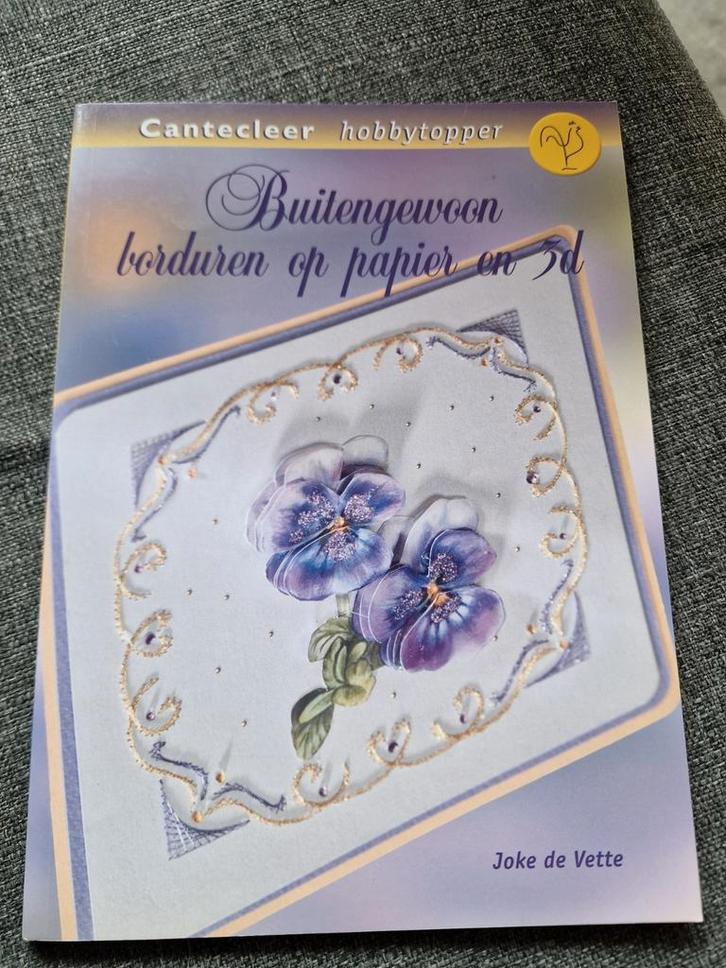 Cantecleer hobbytopper
Buitengewoon
borduren op papier en 3d
Joke de Vette